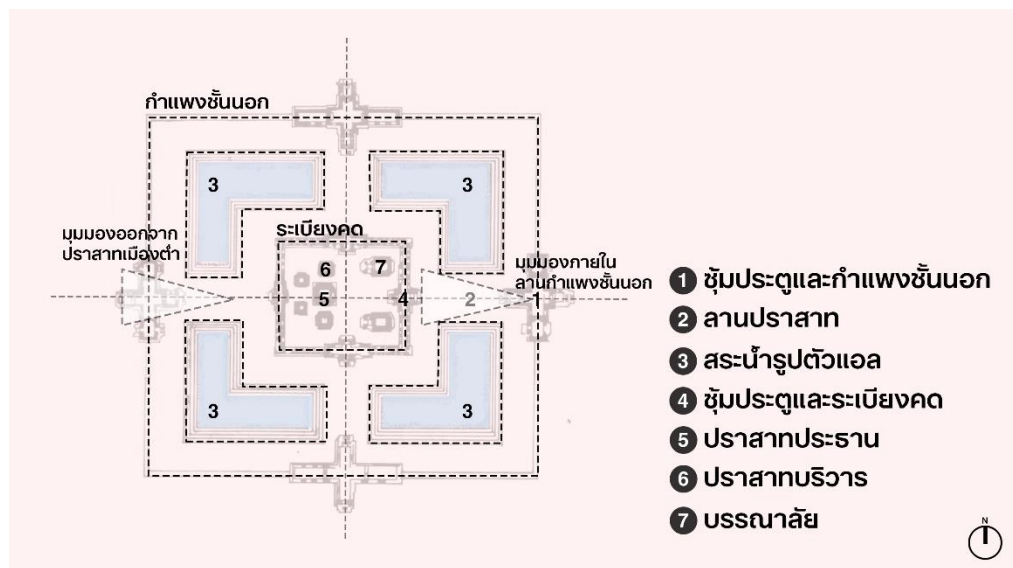 กำแพงชั้นนอก
3
3
มุมมองออกจาก
ปราสาทเมืองต่ำ
ระเบียงคด
6
7
5
4
2
มุมมองภายใน
ลานกำแพงชั้นนอก
1
3
3
1 ซุ้มประตูและกำแพงชั้นนอก
2 ลานปราสาท
3 สระน้ำรูปตัวแอล
4 ซุ้มประตูและระเบียงคด
5 ปราสาทประธาน
6 ปราสาทบริวาร
7 บรรณาลัย
N